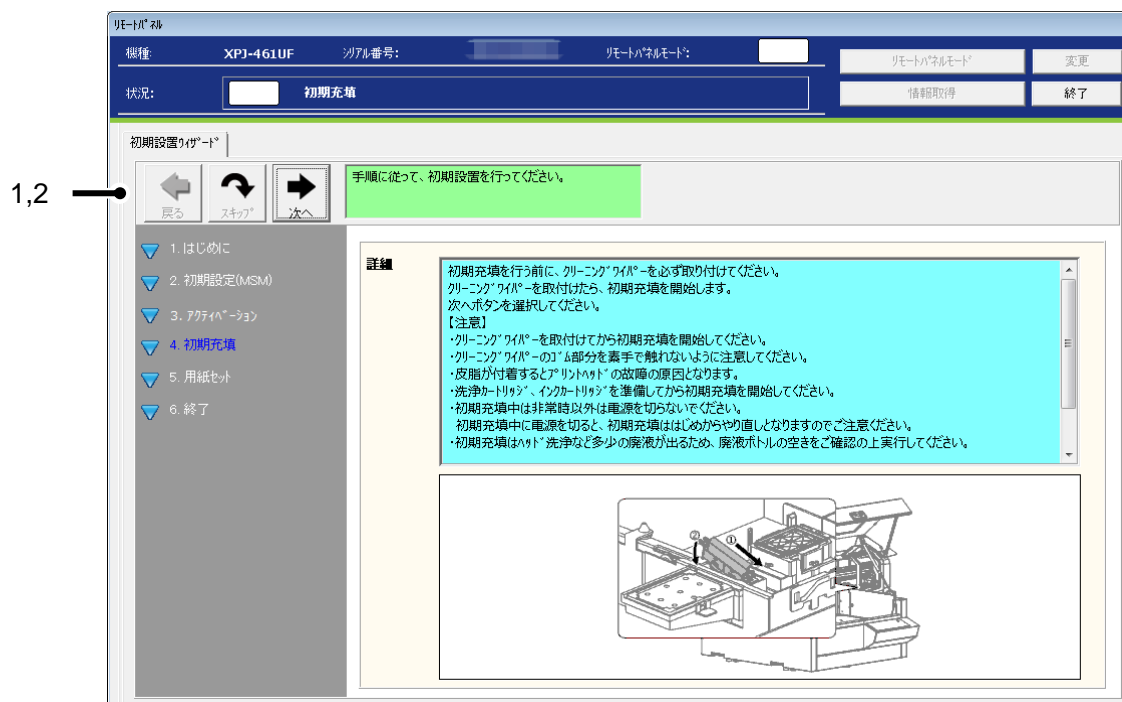 ﾘﾓｰﾄﾊﾟﾈﾙ
機種: XPJ-461UF ｼﾘｱﾙ番号: ﾘﾓｰﾄﾊﾟﾈﾙﾓｰﾄﾞ:
ﾘﾓｰﾄﾊﾟﾈﾙﾓｰﾄﾞ 変更
状況: 初期充填
情報取得 終了
初期設置ｳｨｻﾞｰﾄﾞ
1,2
戻る ｽｷｯﾌﾟ 次へ
手順に従って、初期設置を行ってください。
1. はじめに
2. 初期設定(MSM)
3. ｱｸﾃｨﾍﾞｰｼｮﾝ
4. 初期充填
5. 用紙ｾｯﾄ
6. 終了
詳細
初期充填を行う前に、ｸﾘｰﾆﾝｸﾞﾜｲﾊﾟｰを必ず取り付けてください。
ｸﾘｰﾆﾝｸﾞﾜｲﾊﾟｰを取付けたら、初期充填を開始します。
次へボタンを選択してください。
【注意】
・ｸﾘｰﾆﾝｸﾞﾜｲﾊﾟｰを取付けてから初期充填を開始してください。
・ｸﾘｰﾆﾝｸﾞﾜｲﾊﾟｰのｺﾞﾑ部分を素手で触れないように注意してください。
・皮脂が付着するとﾌﾟﾘﾝﾄﾍｯﾄﾞの故障の原因となります。
・洗浄ｶｰﾄﾘｯｼﾞ、ｲﾝｸｶｰﾄﾘｯｼﾞを準備してから初期充填を開始してください。
・初期充填中は非常時以外は電源を切らないでください。
初期充填中に電源を切ると、初期充填ははじめからやり直しとなりますのでご注意ください。
・初期充填はﾍｯﾄﾞ洗浄など多少の廃液が出るため、廃液ボトルの空きをご確認の上実行してください。
② ①